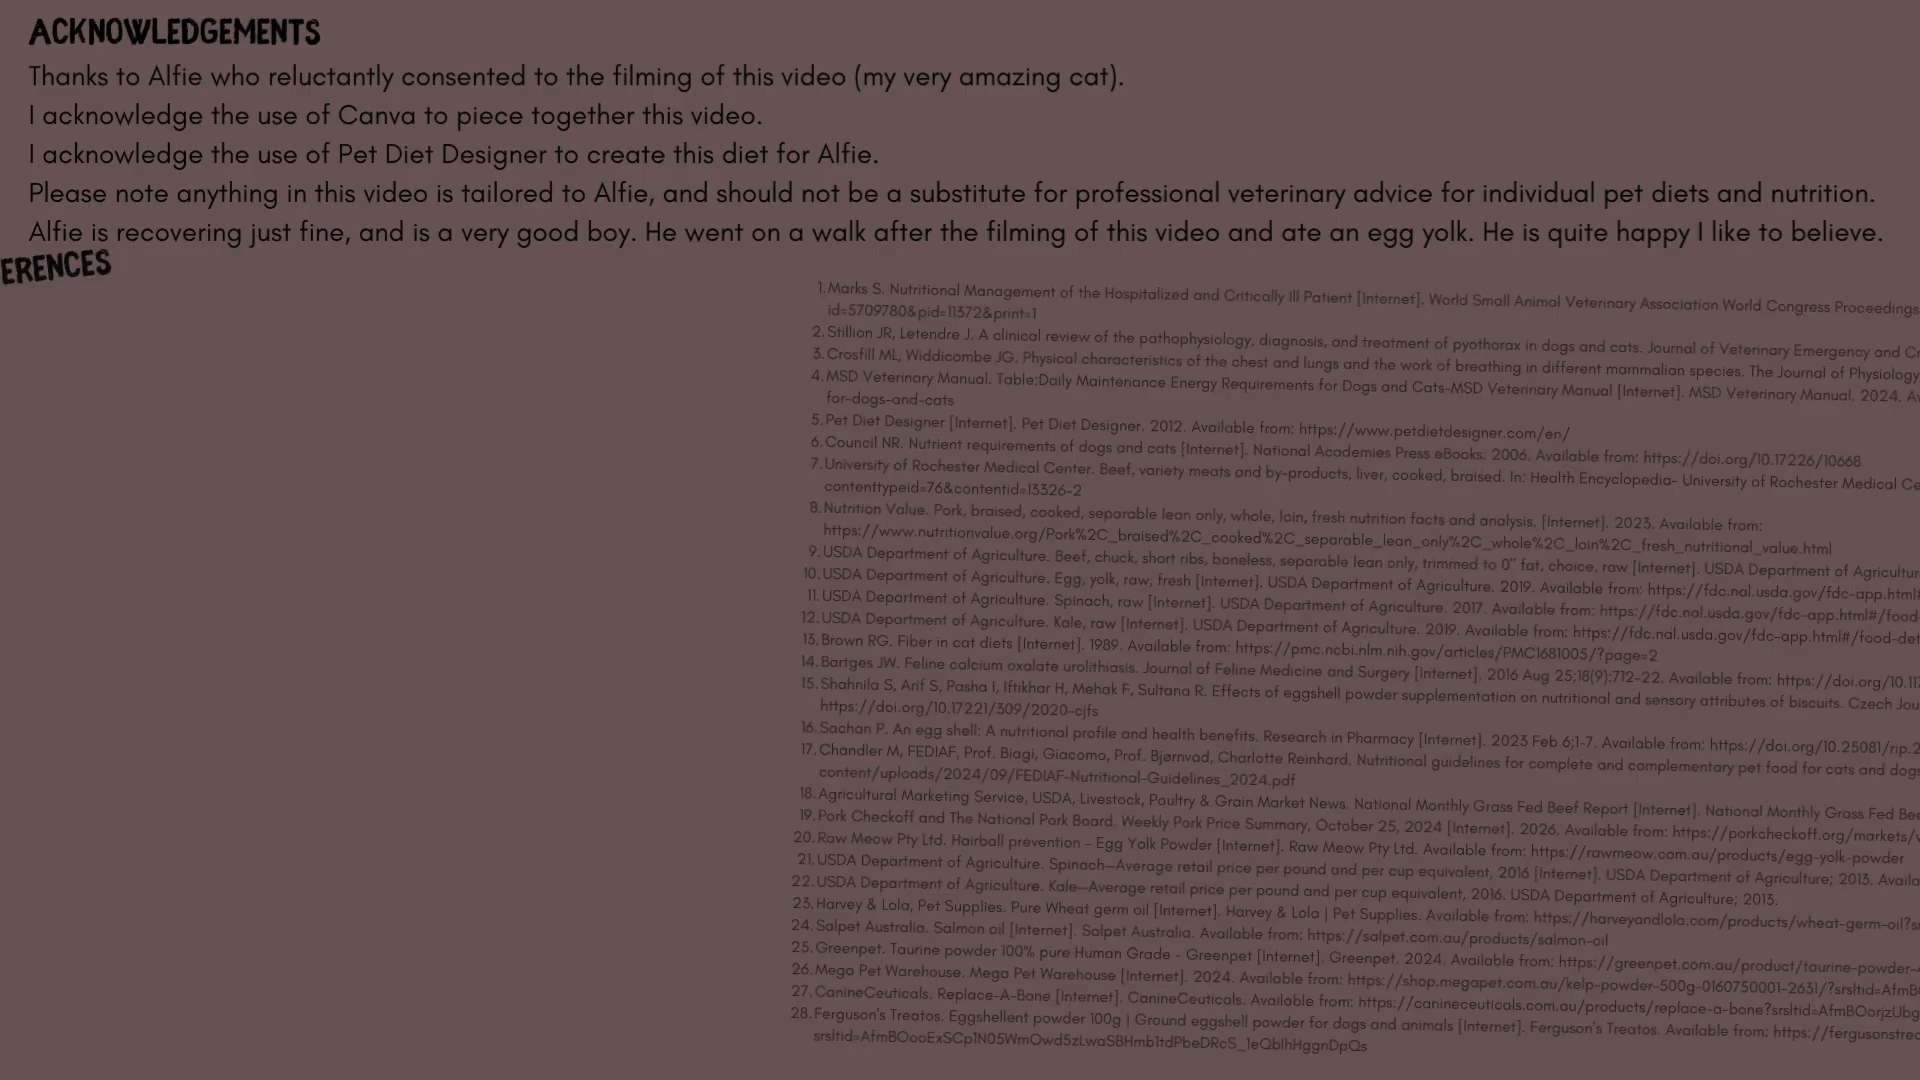 ACKNOWLEDGEMENTS
Thanks to Alfie who reluctantly consented to the filming of this video (my very amazing cat).
I acknowledge the use of Canva to piece together this video.
I acknowledge the use of Pet Diet Designer to create this diet for Alfie.
Please note anything in this video is tailored to Alfie, and should not be a substitute for professional veterinary advice for individual pet diets and nutrition.
Alfie is recovering just fine, and is a very good boy. He went on a walk after the filming of this video and ate an egg yolk. He is quite happy I like to believe.
ERENCES
1. Marks S. Nutritional Management of the Hospitalized and Critically Ill Patient [Internet]. World Small Animal Veterinary Association World Congress Proceedings
id=5709780&pid=11372&print=1
2. Stillion JR, Letendre J. A clinical review of the pathophysiology, diagnosis, and treatment of pyothorax in dogs and cats. Journal of Veterinary Emergency and Cr
3. Crosfill ML, Widdicombe JG. Physical characteristics of the chest and lungs and the work of breathing in different mammalian species. The Journal of Physiology
4. MSD Veterinary Manual. Table:Daily Maintenance Energy Requirements for Dogs and Cats-MSD Veterinary Manual [Internet]. MSD Veterinary Manual. 2024. Av
for-dogs-and-cats
5. Pet Diet Designer [Internet]. Pet Diet Designer. 2012. Available from: https://www.petdietdesigner.com/en/
6. Council NR. Nutrient requirements of dogs and cats [Internet]. National Academies Press eBooks. 2006. Available from: https://doi.org/10.17226/10668
7. University of Rochester Medical Center. Beef, variety meats and by-products, liver, cooked, braised. In: Health Encyclopedia- University of Rochester Medical Ce
contenttypeid=76&contentid=13326-2
8. Nutrition Value. Pork, braised, cooked, separable lean only, whole, loin, fresh nutrition facts and analysis. [Internet]. 2023. Available from:
https://www.nutritionvalue.org/Pork%2C_braised%2C_cooked%2C_separable_lean_only%2C_whole%2C_loin%2C_fresh_nutritional_value.html
9. USDA Department of Agriculture. Beef, chuck, short ribs, boneless, separable lean only, trimmed to 0" fat, choice, raw [Internet]. USDA Department of Agricultur
10. USDA Department of Agriculture. Egg, yolk, raw, fresh [Internet]. USDA Department of Agriculture. 2019. Available from: https://fdc.nal.usda.gov/fdc-app.html#
11. USDA Department of Agriculture. Spinach, raw [Internet]. USDA Department of Agriculture. 2017. Available from: https://fdc.nal.usda.gov/fdc-app.html#/food-
12. USDA Department of Agriculture. Kale, raw [Internet]. USDA Department of Agriculture. 2019. Available from: https://fdc.nal.usda.gov/fdc-app.html#/food-det
13. Brown RG. Fiber in cat diets [Internet]. 1989. Available from: https://pmc.ncbi.nlm.nih.gov/articles/PMC1681005/?page=2
14. Bartges JW. Feline calcium oxalate urolithiasis. Journal of Feline Medicine and Surgery [Internet]. 2016 Aug 25;18(9):712-22. Available from: https://doi.org/10.117
15. Shahnila S, Arif S, Pasha I, Iftikhar H, Mehak F, Sultana R. Effects of eggshell powder supplementation on nutritional and sensory attributes of biscuits. Czech Jou
https://doi.org/10.17221/309/2020-cjfs
16. Sachan P. An egg shell: A nutritional profile and health benefits. Research in Pharmacy [Internet]. 2023 Feb 6;1-7. Available from: https://doi.org/10.25081/rip.2
17. Chandler M, FEDIAF, Prof. Biagi, Giacomo, Prof. Bjørnvad, Charlotte Reinhard. Nutritional guidelines for complete and complementary pet food for cats and dogs
content/uploads/2024/09/FEDIAF-Nutritional-Guidelines_2024.pdf
18. Agricultural Marketing Service, USDA, Livestock, Poultry & Grain Market News. National Monthly Grass Fed Beef Report [Internet]. National Monthly Grass Fed Bee
19. Pork Checkoff and The National Pork Board. Weekly Pork Price Summary, October 25, 2024 [Internet]. 2026. Available from: https://porkcheckoff.org/markets/w
20. Raw Meow Pty Ltd. Hairball prevention - Egg Yolk Powder [Internet]. Raw Meow Pty Ltd. Available from: https://rawmeow.com.au/products/egg-yolk-powder
21. USDA Department of Agriculture. Spinach—Average retail price per pound and per cup equivalent, 2016 [Internet]. USDA Department of Agriculture; 2013. Availa
22. USDA Department of Agriculture. Kale—Average retail price per pound and per cup equivalent, 2016. USDA Department of Agriculture; 2013.
23. Harvey & Lola, Pet Supplies. Pure Wheat germ oil [Internet]. Harvey & Lola | Pet Supplies. Available from: https://harveyandlola.com/products/wheat-germ-oil?sr
24. Salpet Australia. Salmon oil [Internet]. Salpet Australia. Available from: https://salpet.com.au/products/salmon-oil
25. Greenpet. Taurine powder 100% pure Human Grade - Greenpet [Internet]. Greenpet. 2024. Available from: https://greenpet.com.au/product/taurine-powder-
26. Mega Pet Warehouse. Mega Pet Warehouse [Internet]. 2024. Available from: https://shop.megapet.com.au/kelp-powder-500g-0160750001-2631/?srsltid=AfmB
27. CanineCeuticals. Replace-A-Bone [Internet]. CanineCeuticals. Available from: https://canineceuticals.com.au/products/replace-a-bone?srsltid=AfmBOorjzUbg
28. Ferguson's Treatos. Eggshellent powder 100g | Ground eggshell powder for dogs and animals [Internet]. Ferguson's Treatos. Available from: https://fergusonstrea
srsltid=AfmBOooExSCp1N05WmOwd5zLwaSBHmb1tdPbeDRcS_1eQbIhHggnDpQs